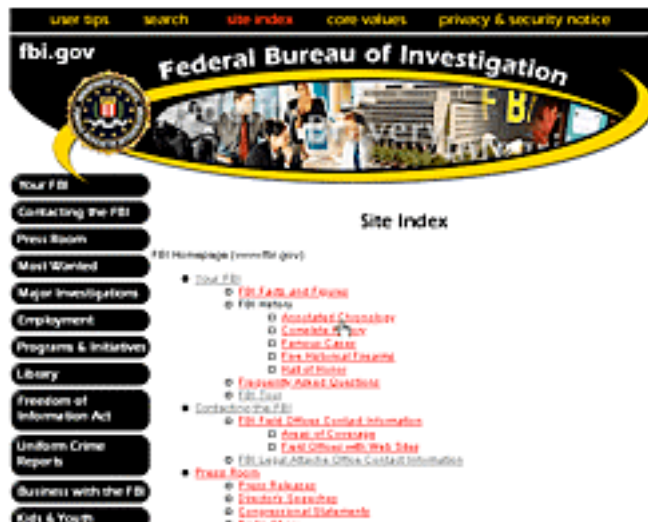 user tips search site index core values privacy & security notice
fbi.gov
Federal Bureau of Investigation
FBI
Your FBI
Contacting the FBI
Press Room
Most Wanted
Major Investigations
Employment
Programs & Initiatives
Library
Freedom of
Information Act
Uniform Crime
Reports
Business with the FBI
Kids & Youth
Site Index
FBI Homepage (www.fbi.gov)
Your FBI
FBI Facts and Figures
FBI History
Annotated Chronology
Complete
Famous Cases
Historical
Hall of Honor
Frequently Asked Questions
FBI Tour
Contacting the FBI
FBI Field Offices Contact Information
Areas of Coverage
Field Offices with Web Sites
FBI Legal Attache Office Contact Information
Press Room
Press Releases
Director's Speeches
Congressional Statements